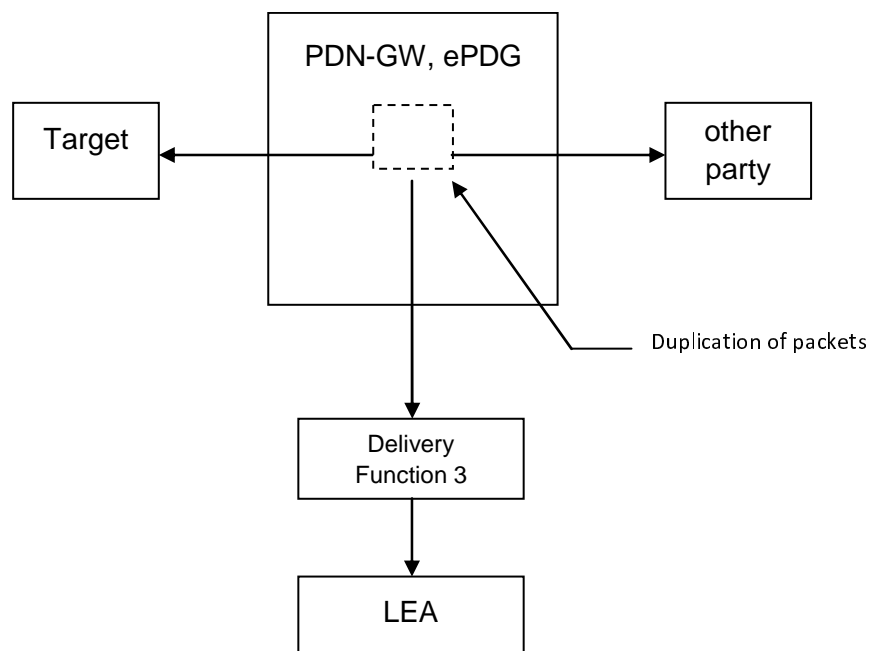 PDN-GW, ePDG
Target
other
party
Duplication of packets
Delivery
Function 3
LEA